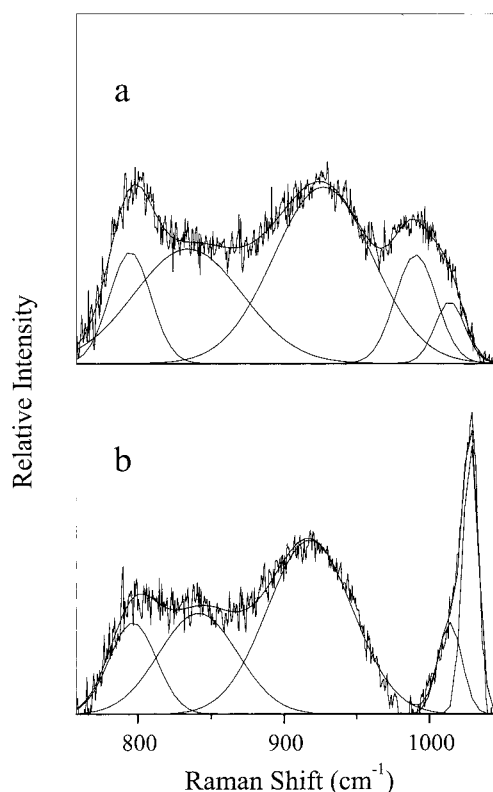 a
Relative Intensity
b
800 900 1000
Raman Shift (cm⁻¹)